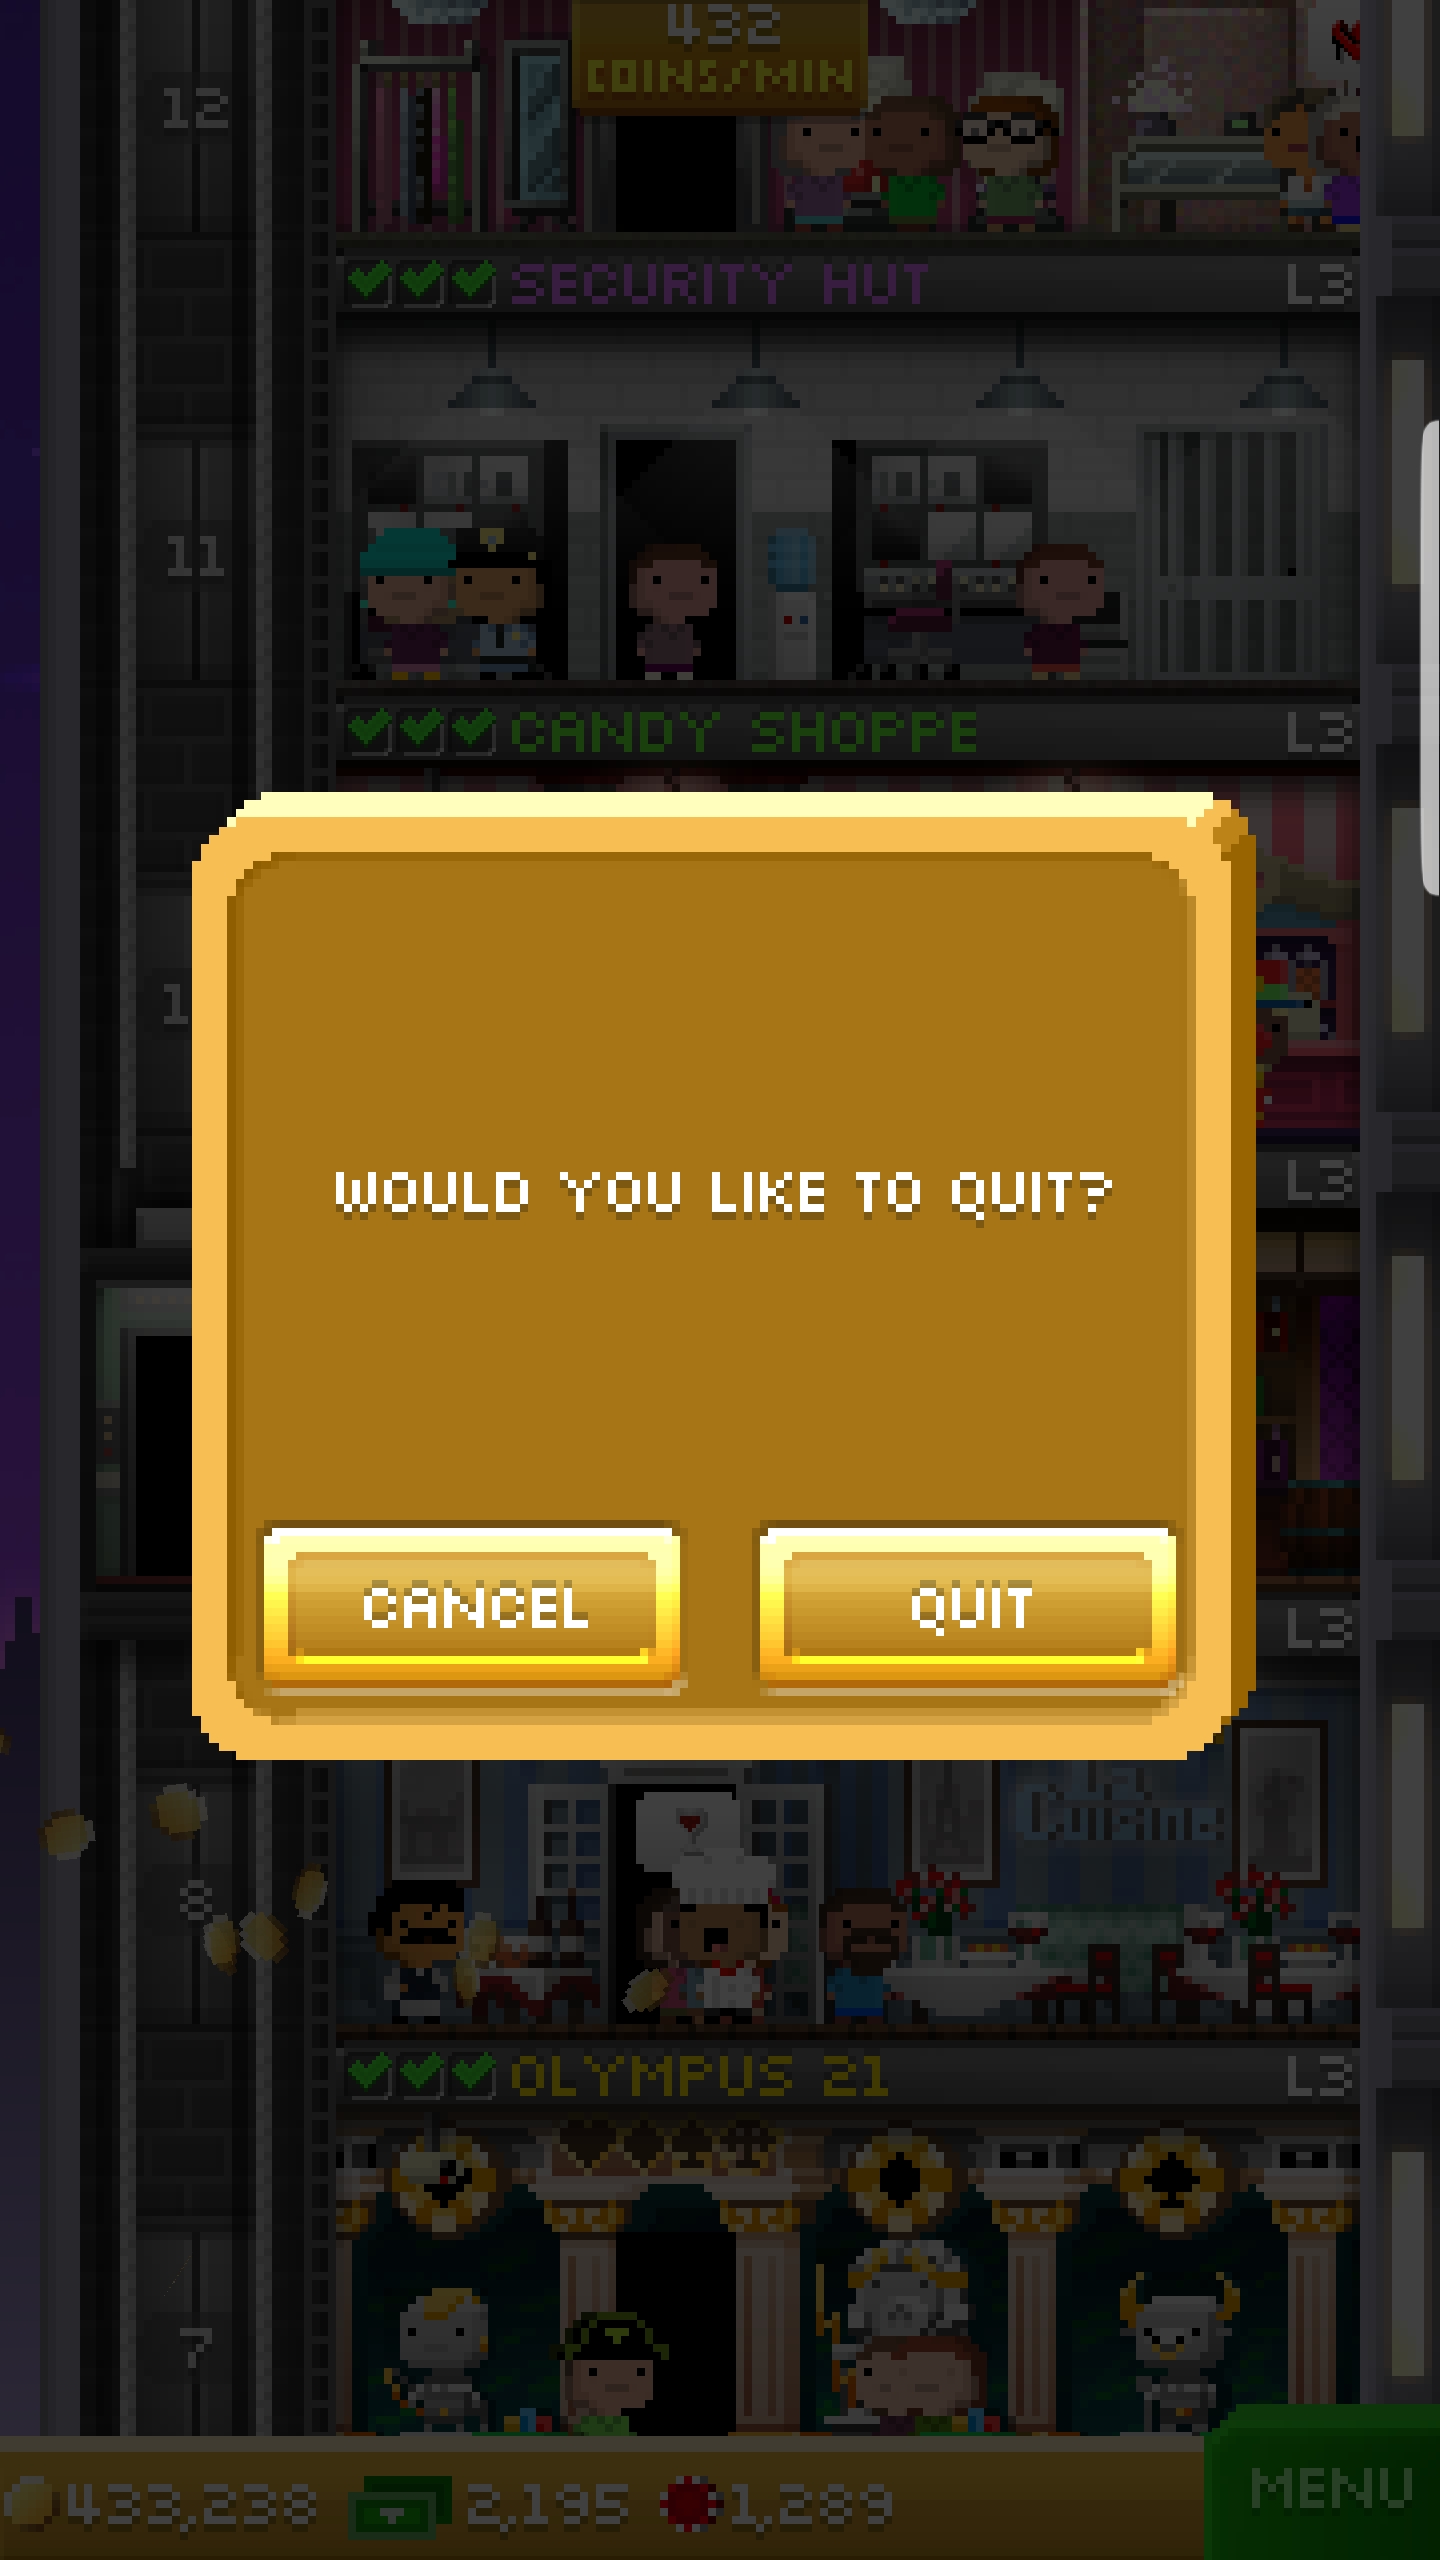 432
COINS/MIN
12
SECURITY HUT
L3
11
CANDY SHOPPE
L3
1
L3
WOULD YOU LIKE TO QUIT?
CANCEL
QUIT
L3
La
Cuisine
8
OLYMPUS 21
L3
7
433,238
2,195
1,289
MENU